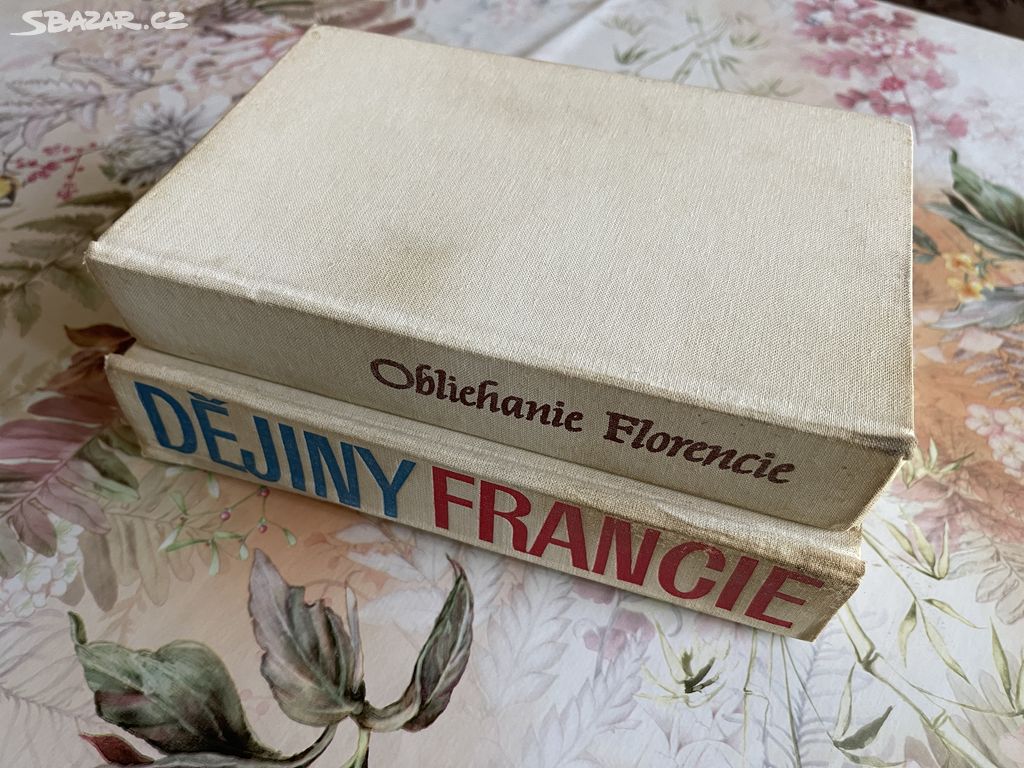 SBAZAR.CZ
Obliehanie Florencie
DĚJINY FRANCIE